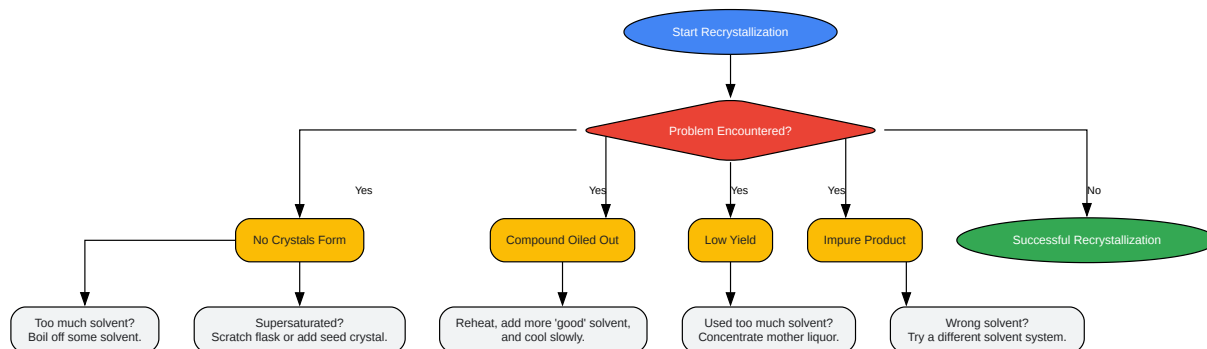 Start Recrystallization
Problem Encountered?
Yes
Yes
Yes
Yes
No
No Crystals Form
Compound Oiled Out
Low Yield
Impure Product
Successful Recrystallization
Too much solvent?
Boil off some solvent.
Supersaturated?
Scratch flask or add seed crystal.
Reheat, add more 'good' solvent,
and cool slowly.
Used too much solvent?
Concentrate mother liquor.
Wrong solvent?
Try a different solvent system.